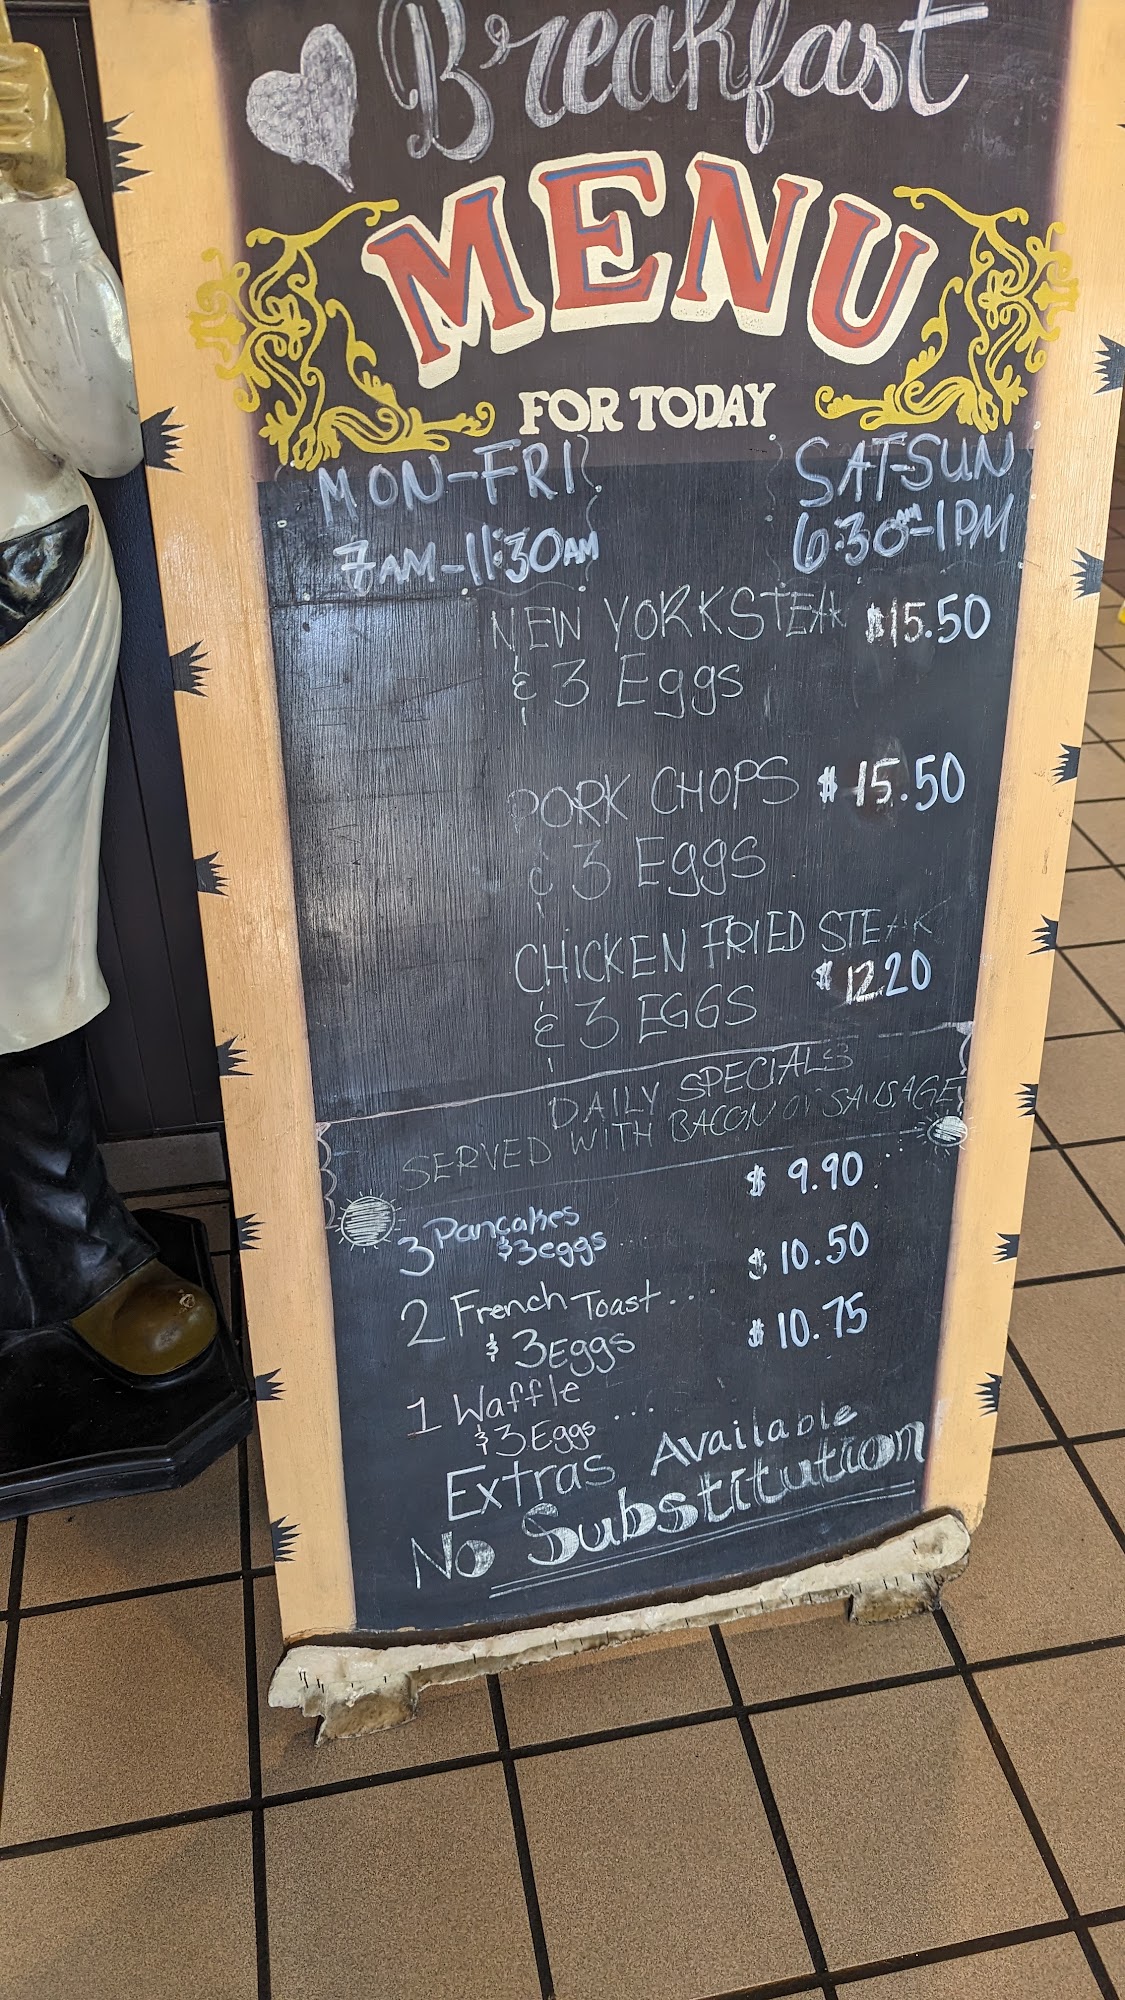 Breakfast
MENU
FOR TODAY
MON-FRI SAT-SUN
7AM-11:30AM 6:30AM-1PM
NEW YORK STEAK $15.50
& 3 Eggs
PORK CHOPS $15.50
& 3 Eggs
CHICKEN FRIED STEAK
$12.20
& 3 EGGS
DAILY SPECIALS
SERVED WITH BACON or SAUSAGE
3 Pancakes $ 9.90
& 3 eggs ....
2 French Toast ... $ 10.50
& 3 Eggs
1 Waffle $ 10.75
& 3 Eggs ...
Extras Available
No Substitution